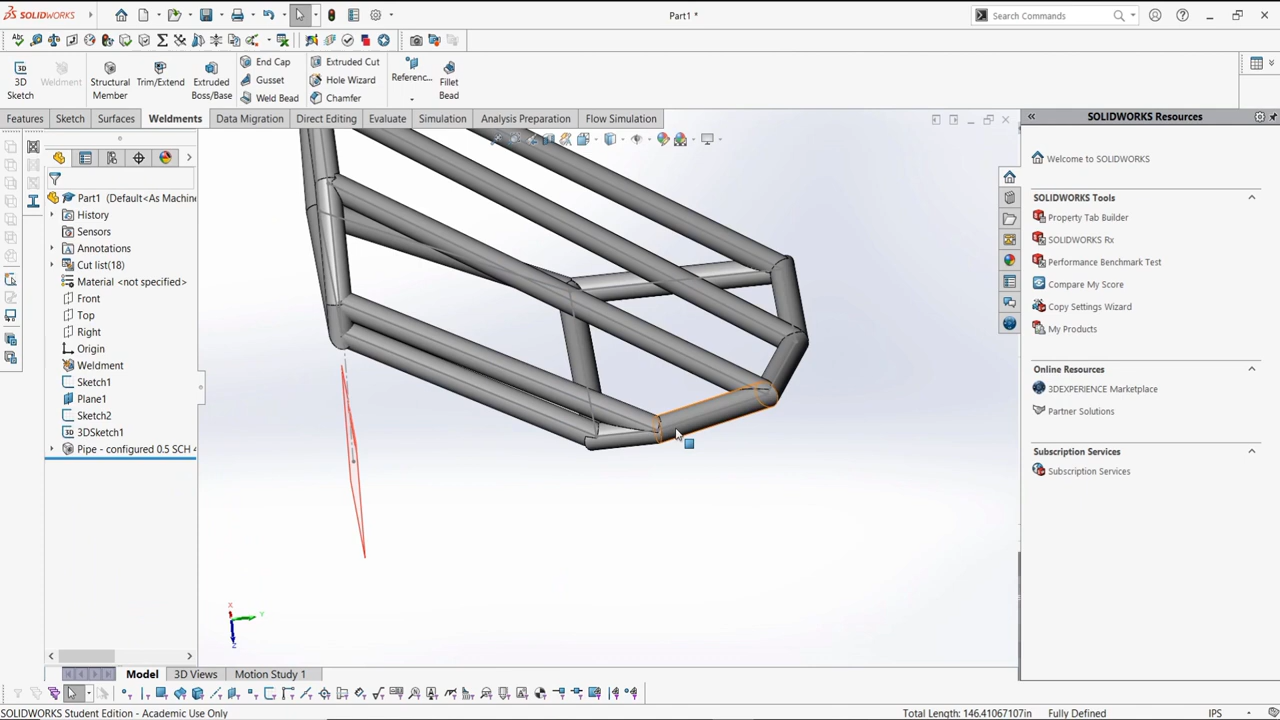 SOLIDWORKS
Part1 *
Search Commands
3D
Sketch
Weldment
Structural
Member
Trim/Extend
Extruded
Boss/Base
End Cap
Gusset
Weld Bead
Extruded Cut
Hole Wizard
Chamfer
Referenc...
Fillet
Bead
Features
Sketch
Surfaces
Weldments
Data Migration
Direct Editing
Evaluate
Simulation
Analysis Preparation
Flow Simulation
SOLIDWORKS Resources
Part1 (Default<As Machine
History
Sensors
Annotations
Cut list(18)
Material <not specified>
Front
Top
Right
Origin
Weldment
Sketch1
Plane1
Sketch2
3DSketch1
Pipe - configured 0.5 SCH 4
Welcome to SOLIDWORKS
SOLIDWORKS Tools
Property Tab Builder
SOLIDWORKS Rx
Performance Benchmark Test
Compare My Score
Copy Settings Wizard
My Products
Online Resources
3DEXPERIENCE Marketplace
Partner Solutions
Subscription Services
Subscription Services
X
Y
Z
Model
3D Views
Motion Study 1
SOLIDWORKS Student Edition - Academic Use Only
Total Length: 146.41067107in
Fully Defined
IPS